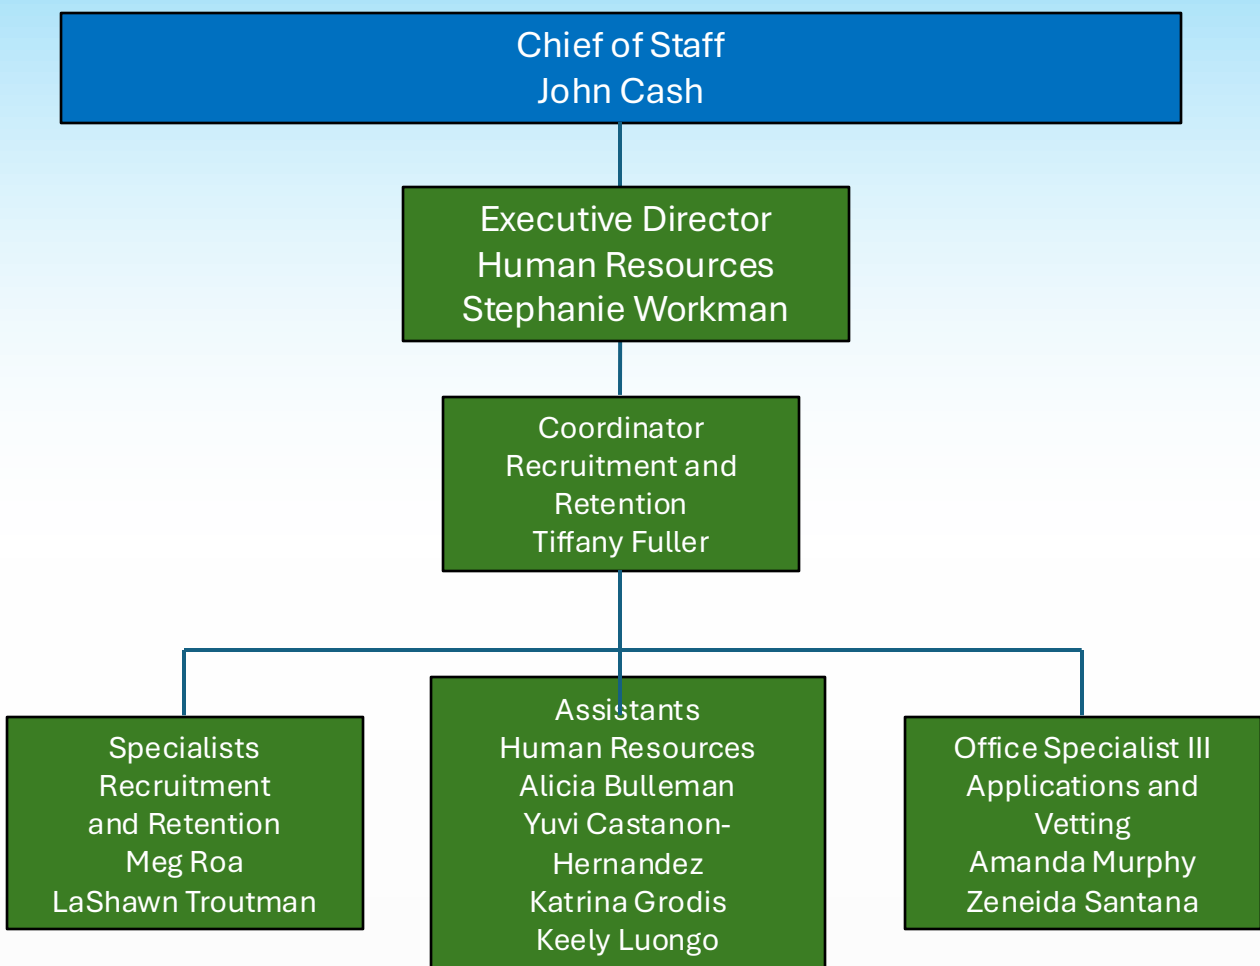 Chief of Staff
John Cash
Executive Director
Human Resources
Stephanie Workman
Coordinator
Recruitment and
Retention
Tiffany Fuller
Specialists
Recruitment
and Retention
Meg Roa
LaShawn Troutman
Assistants
Human Resources
Alicia Bulleman
Yuvi Castanon-
Hernandez
Katrina Grodis
Keely Luongo
Office Specialist III
Applications and
Vetting
Amanda Murphy
Zeneida Santana